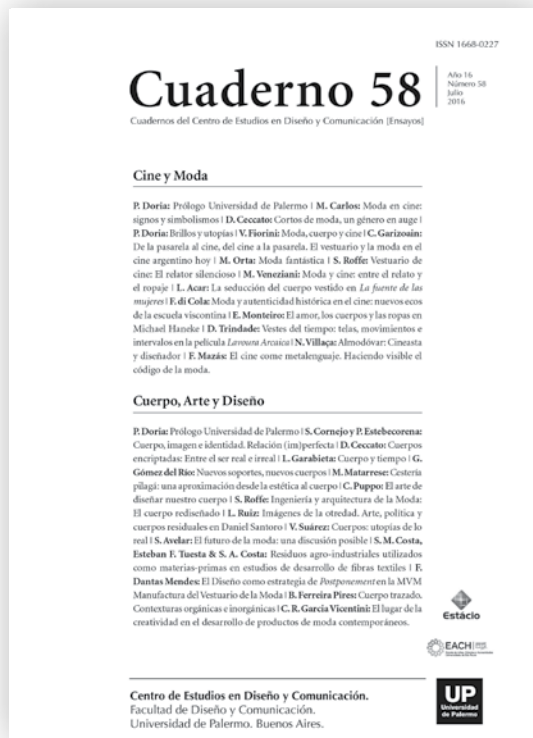 ISSN 1668-0227
Cuaderno 58
Año 16
Número 58
Julio
2016
Cuadernos del Centro de Estudios en Diseño y Comunicación [Ensayos]
Cine y Moda
P. Doria: Prólogo Universidad de Palermo | M. Carlos: Moda en cine:
signos y simbolismos | D. Ceccato: Cortos de moda, un género en auge |
P. Doria: Brillos y utopías | V. Fiorini: Moda, cuerpo y cine | C. Garizoain:
De la pasarela al cine, del cine a la pasarela. El vestuario y la moda en el
cine argentino hoy | M. Orta: Moda fantástica | S. Roffe: Vestuario de
cine: El relator silencioso | M. Veneziani: Moda y cine: entre el relato y
el ropaje | L. Acar: La seducción del cuerpo vestido en La fuente de las
mujeres | F. di Cola: Moda y autenticidad histórica en el cine: nuevos ecos
de la escuela viscontina | E. Monteiro: El amor, los cuerpos y las ropas en
Michael Haneke | D. Trindade: Vestes del tiempo: telas, movimientos e
intervalos en la película Lavoura Arcaica | N. Villaça: Almodóvar: Cineasta
y diseñador | F. Mazás: El cine come metalenguaje. Haciendo visible el
código de la moda.
Cuerpo, Arte y Diseño
P. Doria: Prólogo Universidad de Palermo | S. Cornejo y P. Estebecorena:
Cuerpo, imagen e identidad. Relación (im)perfecta | D. Ceccato: Cuerpos
encriptadas: Entre el ser real e irreal | L. Garabieta: Cuerpo y tiempo | G.
Gómez del Río: Nuevos soportes, nuevos cuerpos | M. Matarrese: Cestería
pilagá: una aproximación desde la estética al cuerpo | C. Puppo: El arte de
diseñar nuestro cuerpo | S. Roffe: Ingeniería y arquitectura de la Moda:
El cuerpo rediseñado | L. Ruiz: Imágenes de la otredad. Arte, política y
cuerpos residuales en Daniel Santoro | V. Suárez: Cuerpos: utopías de lo
real | S. Avelar: El futuro de la moda: una discusión posible | S. M. Costa,
Esteban F. Tuesta & S. A. Costa: Residuos agro-industriales utilizados
como materias-primas en estudios de desarrollo de fibras textiles | F.
Dantas Mendes: El Diseño como estrategia de Postponement en la MVM
Manufactura del Vestuario de la Moda | B. Ferreira Pires: Cuerpo trazado.
Contexturas orgánicas e inorgánicas | C. R. Garcia Vicentini: El lugar de la
creatividad en el desarrollo de productos de moda contemporáneos.
Estácio
EACH
Centro de Estudios en Diseño y Comunicación.
Facultad de Diseño y Comunicación.
Universidad de Palermo. Buenos Aires.
UP
Universidad
de Palermo